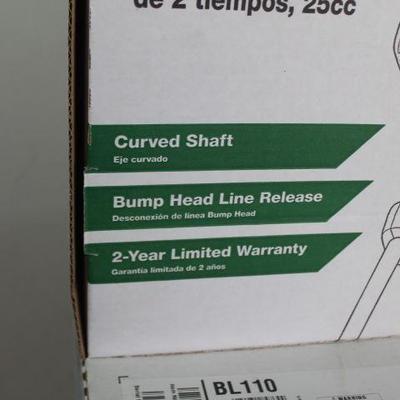 de 2 tiempos, 25cc
Curved Shaft
Eje curvado
Bump Head Line Release
Desconexión de línea Bump Head
2-Year Limited Warranty
Garantía limitada de 2 años
BL110
WARNING